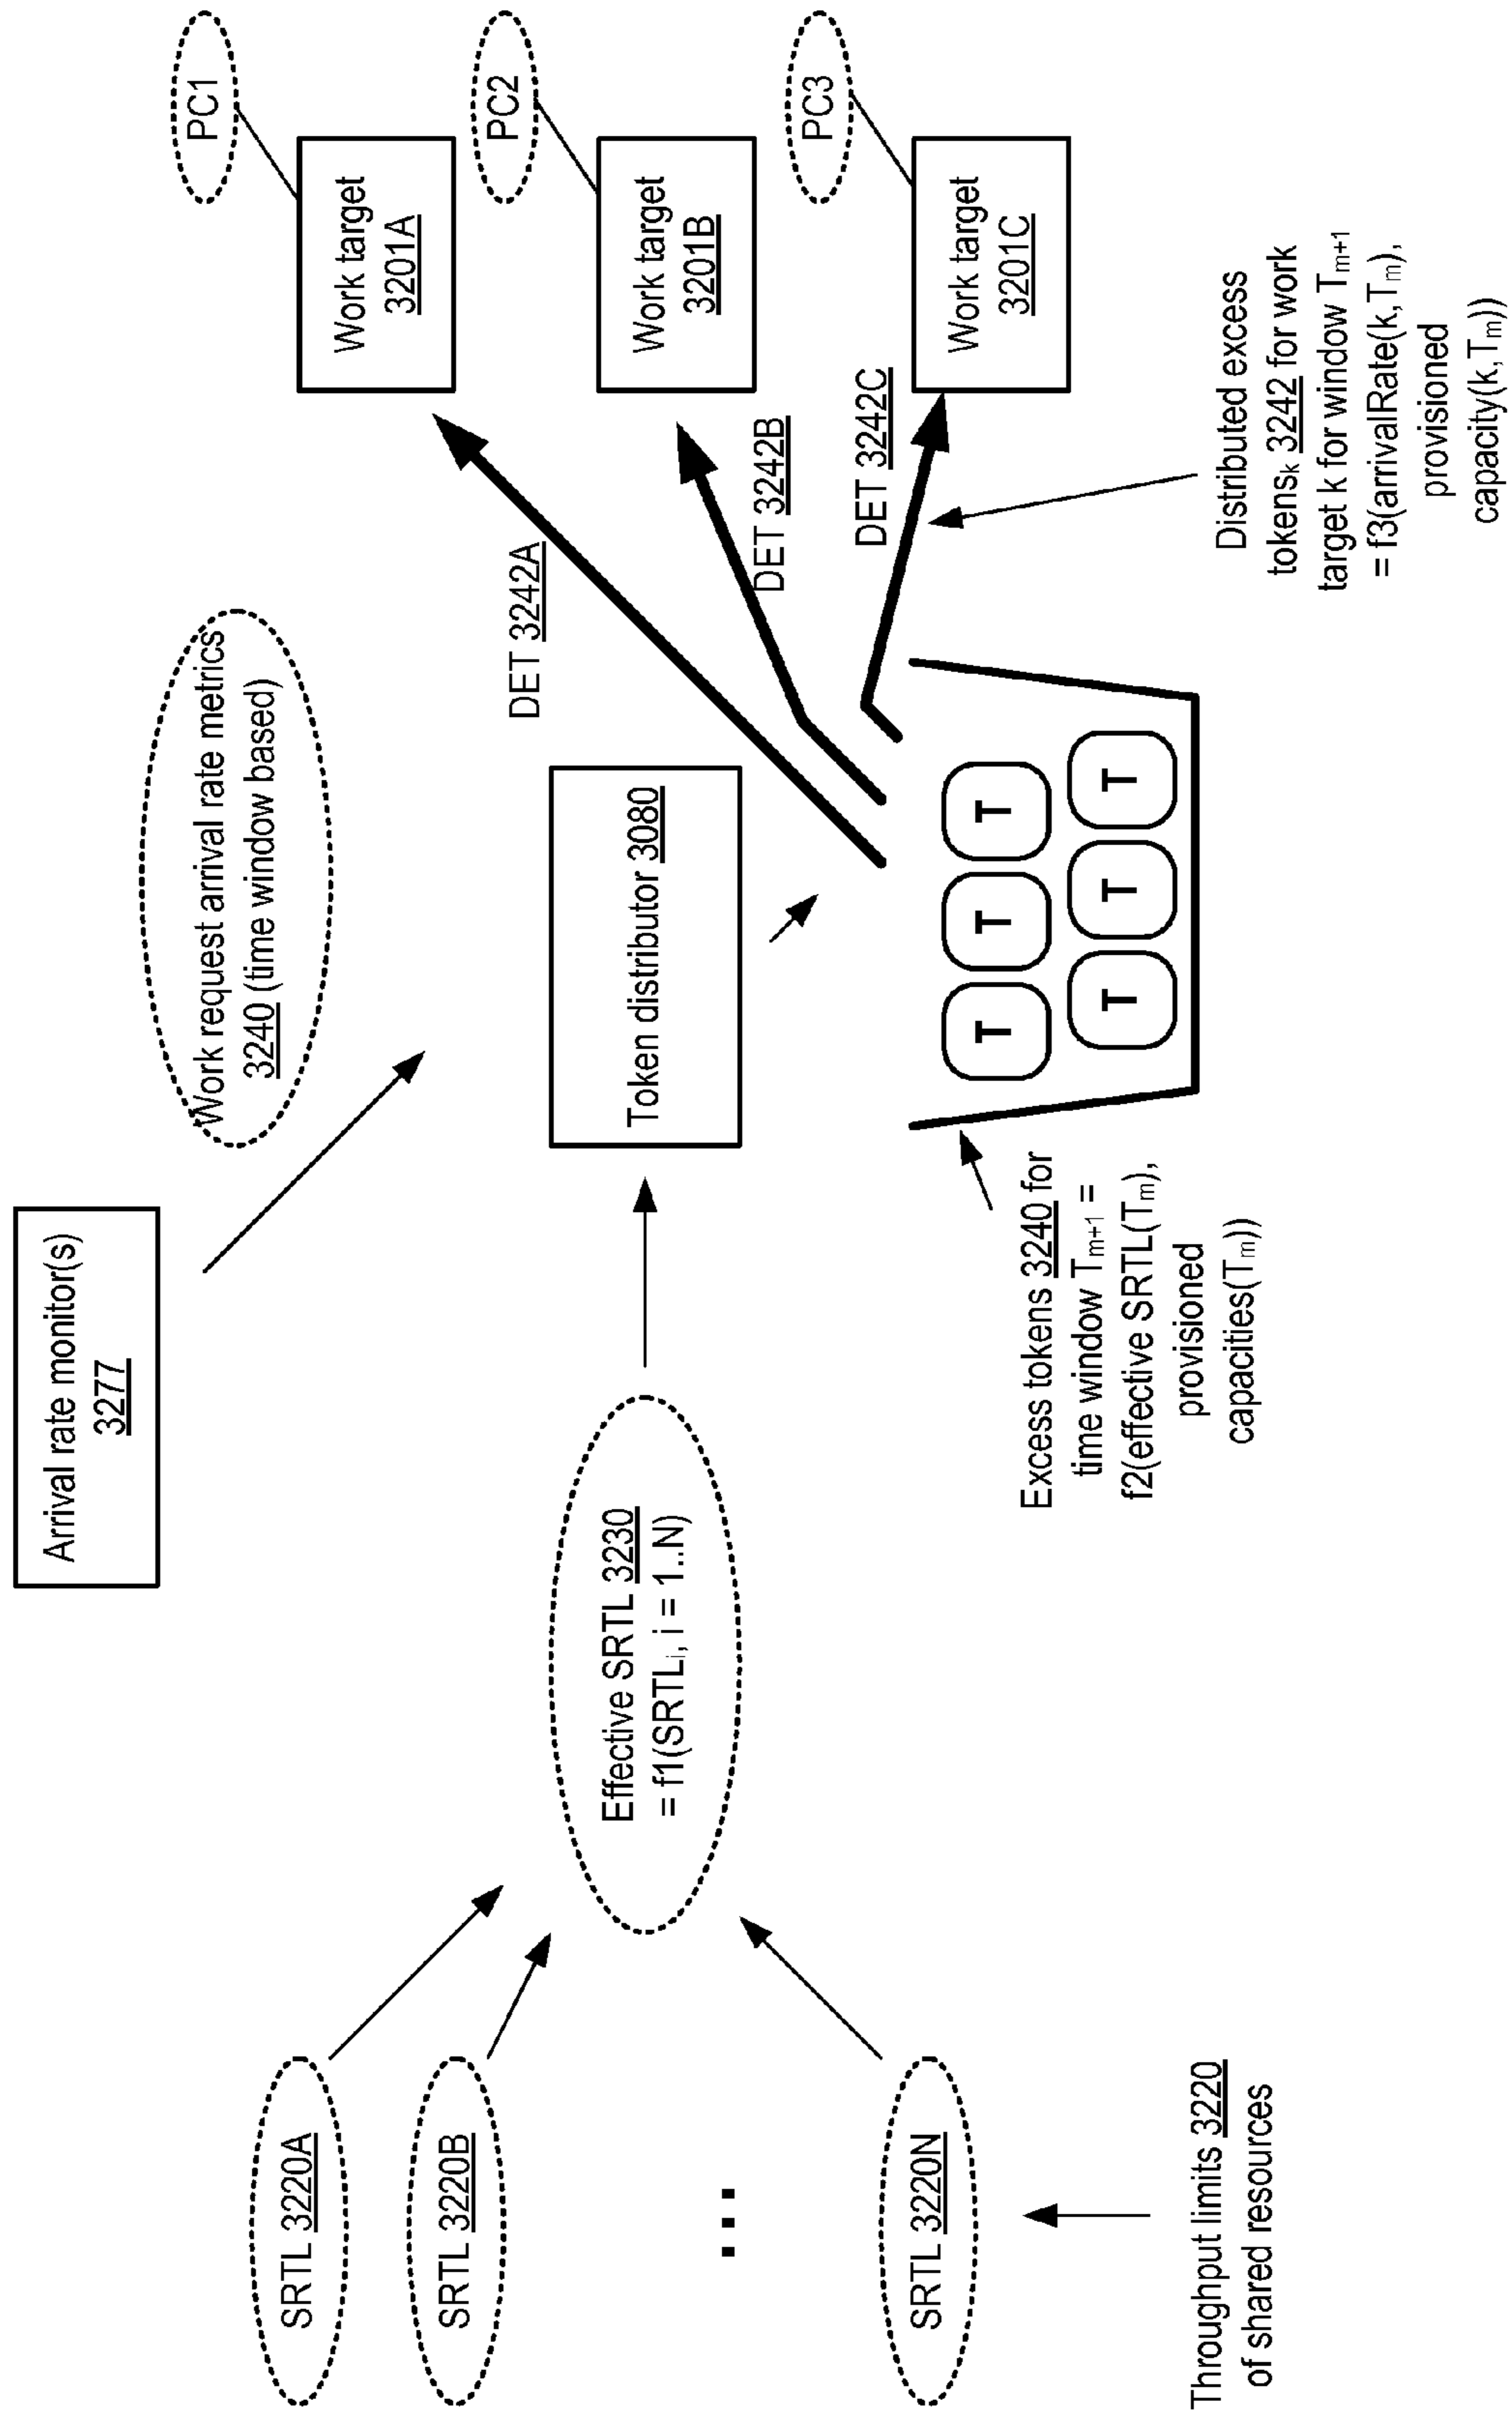 Arrival rate monitor(s)
3277
Work request arrival rate metrics
3240 (time window based)
PC1
Work target
3201A
PC2
Work target
3201B
PC3
Work target
3201C
SRTL 3220A
SRTL 3220B
...
SRTL 3220N
Throughput limits 3220
of shared resources
Effective SRTL 3230
= f1(SRTLi, i = 1..N)
Token distributor 3080
DET 3242A
DET 3242B
DET 3242C
T T T
T T T
Excess tokens 3240 for
time window Tm+1 =
f2(effective SRTL(Tm),
provisioned
capacities(Tm))
Distributed excess
tokensk 3242 for work
target k for window Tm+1
= f3(arrivalRate(k,Tm),
provisioned
capacity(k,Tm))